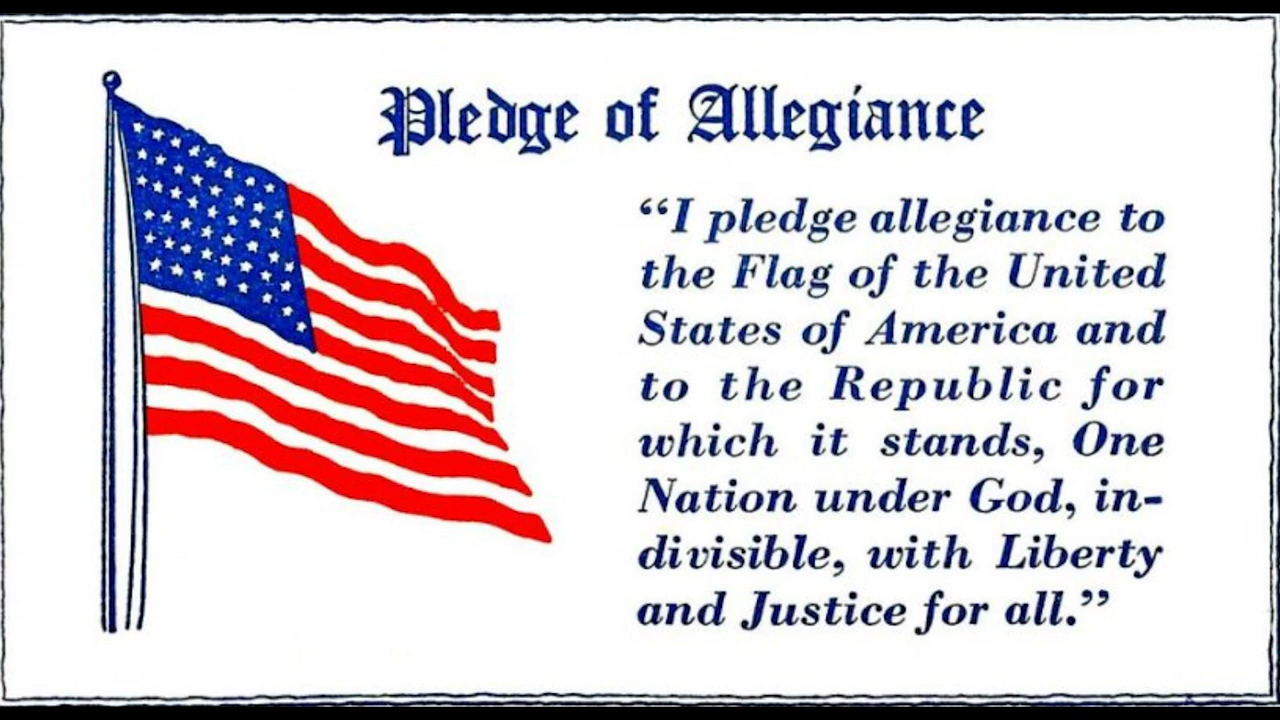 Pledge of Allegiance
“I pledge allegiance to
the Flag of the United
States of America and
to the Republic for
which it stands, One
Nation under God, in-
divisible, with Liberty
and Justice for all.”